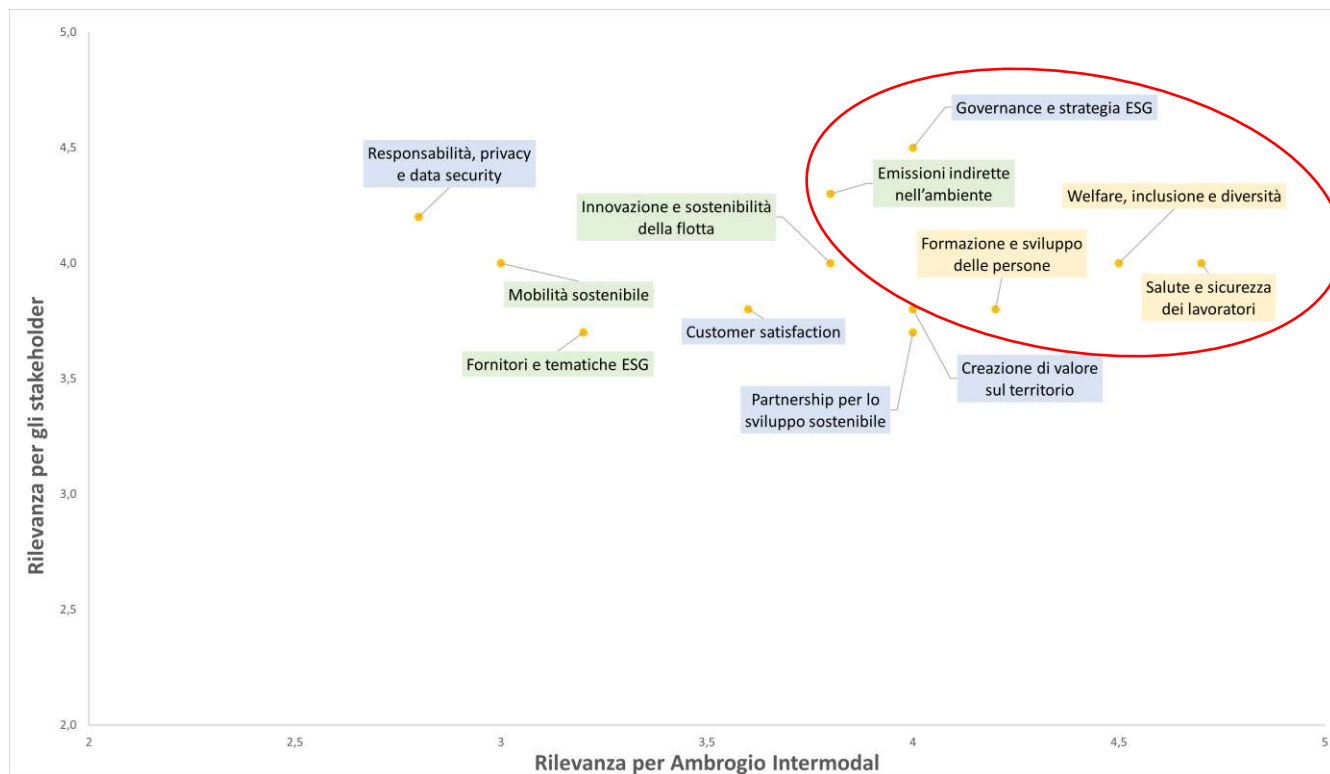 5,0
4,5
4,0
3,5
3,0
2,5
2,0
Rilevanza per gli stakeholder
Governance e strategia ESG
Responsabilità, privacy
e data security
Emissioni indirette
nell'ambiente
Welfare, inclusione e diversità
Innovazione e sostenibilità
della flotta
Formazione e sviluppo
delle persone
Mobilità sostenibile
Salute e sicurezza
dei lavoratori
Customer satisfaction
Fornitori e tematiche ESG
Creazione di valore
sul territorio
Partnership per lo
sviluppo sostenibile
2
2,5
3
3,5
4
4,5
5
Rilevanza per Ambrogio Intermodal